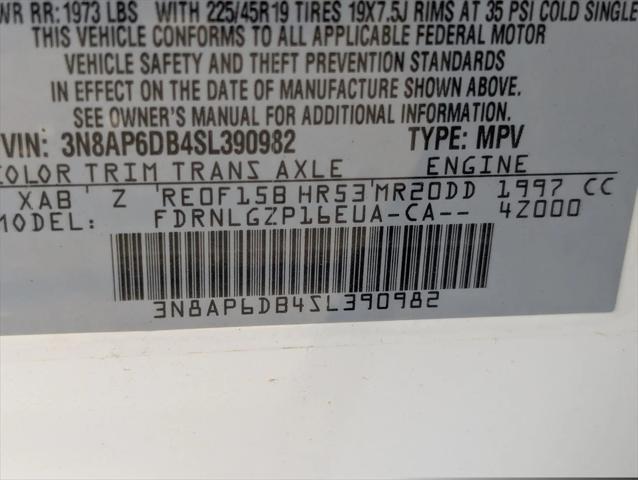 WR RR: 1973 LBS WITH 225/45R19 TIRES 19X7.5J RIMS AT 35 PSI COLD SINGLE
THIS VEHICLE CONFORMS TO ALL APPLICABLE FEDERAL MOTOR
VEHICLE SAFETY AND THEFT PREVENTION STANDARDS
IN EFFECT ON THE DATE OF MANUFACTURE SHOWN ABOVE.
SEE OWNER'S MANUAL FOR ADDITIONAL INFORMATION
VIN: 3N8AP6DB4SL390982 TYPE: MPV
COLOR TRIM TRANS AXLE ENGINE
XAB Z RE0F15B HR53 MR20DD 1997 CC
MODEL: FDRNLGZP16EUA-CA-- 4Z000
3N8AP6DB4SL390982